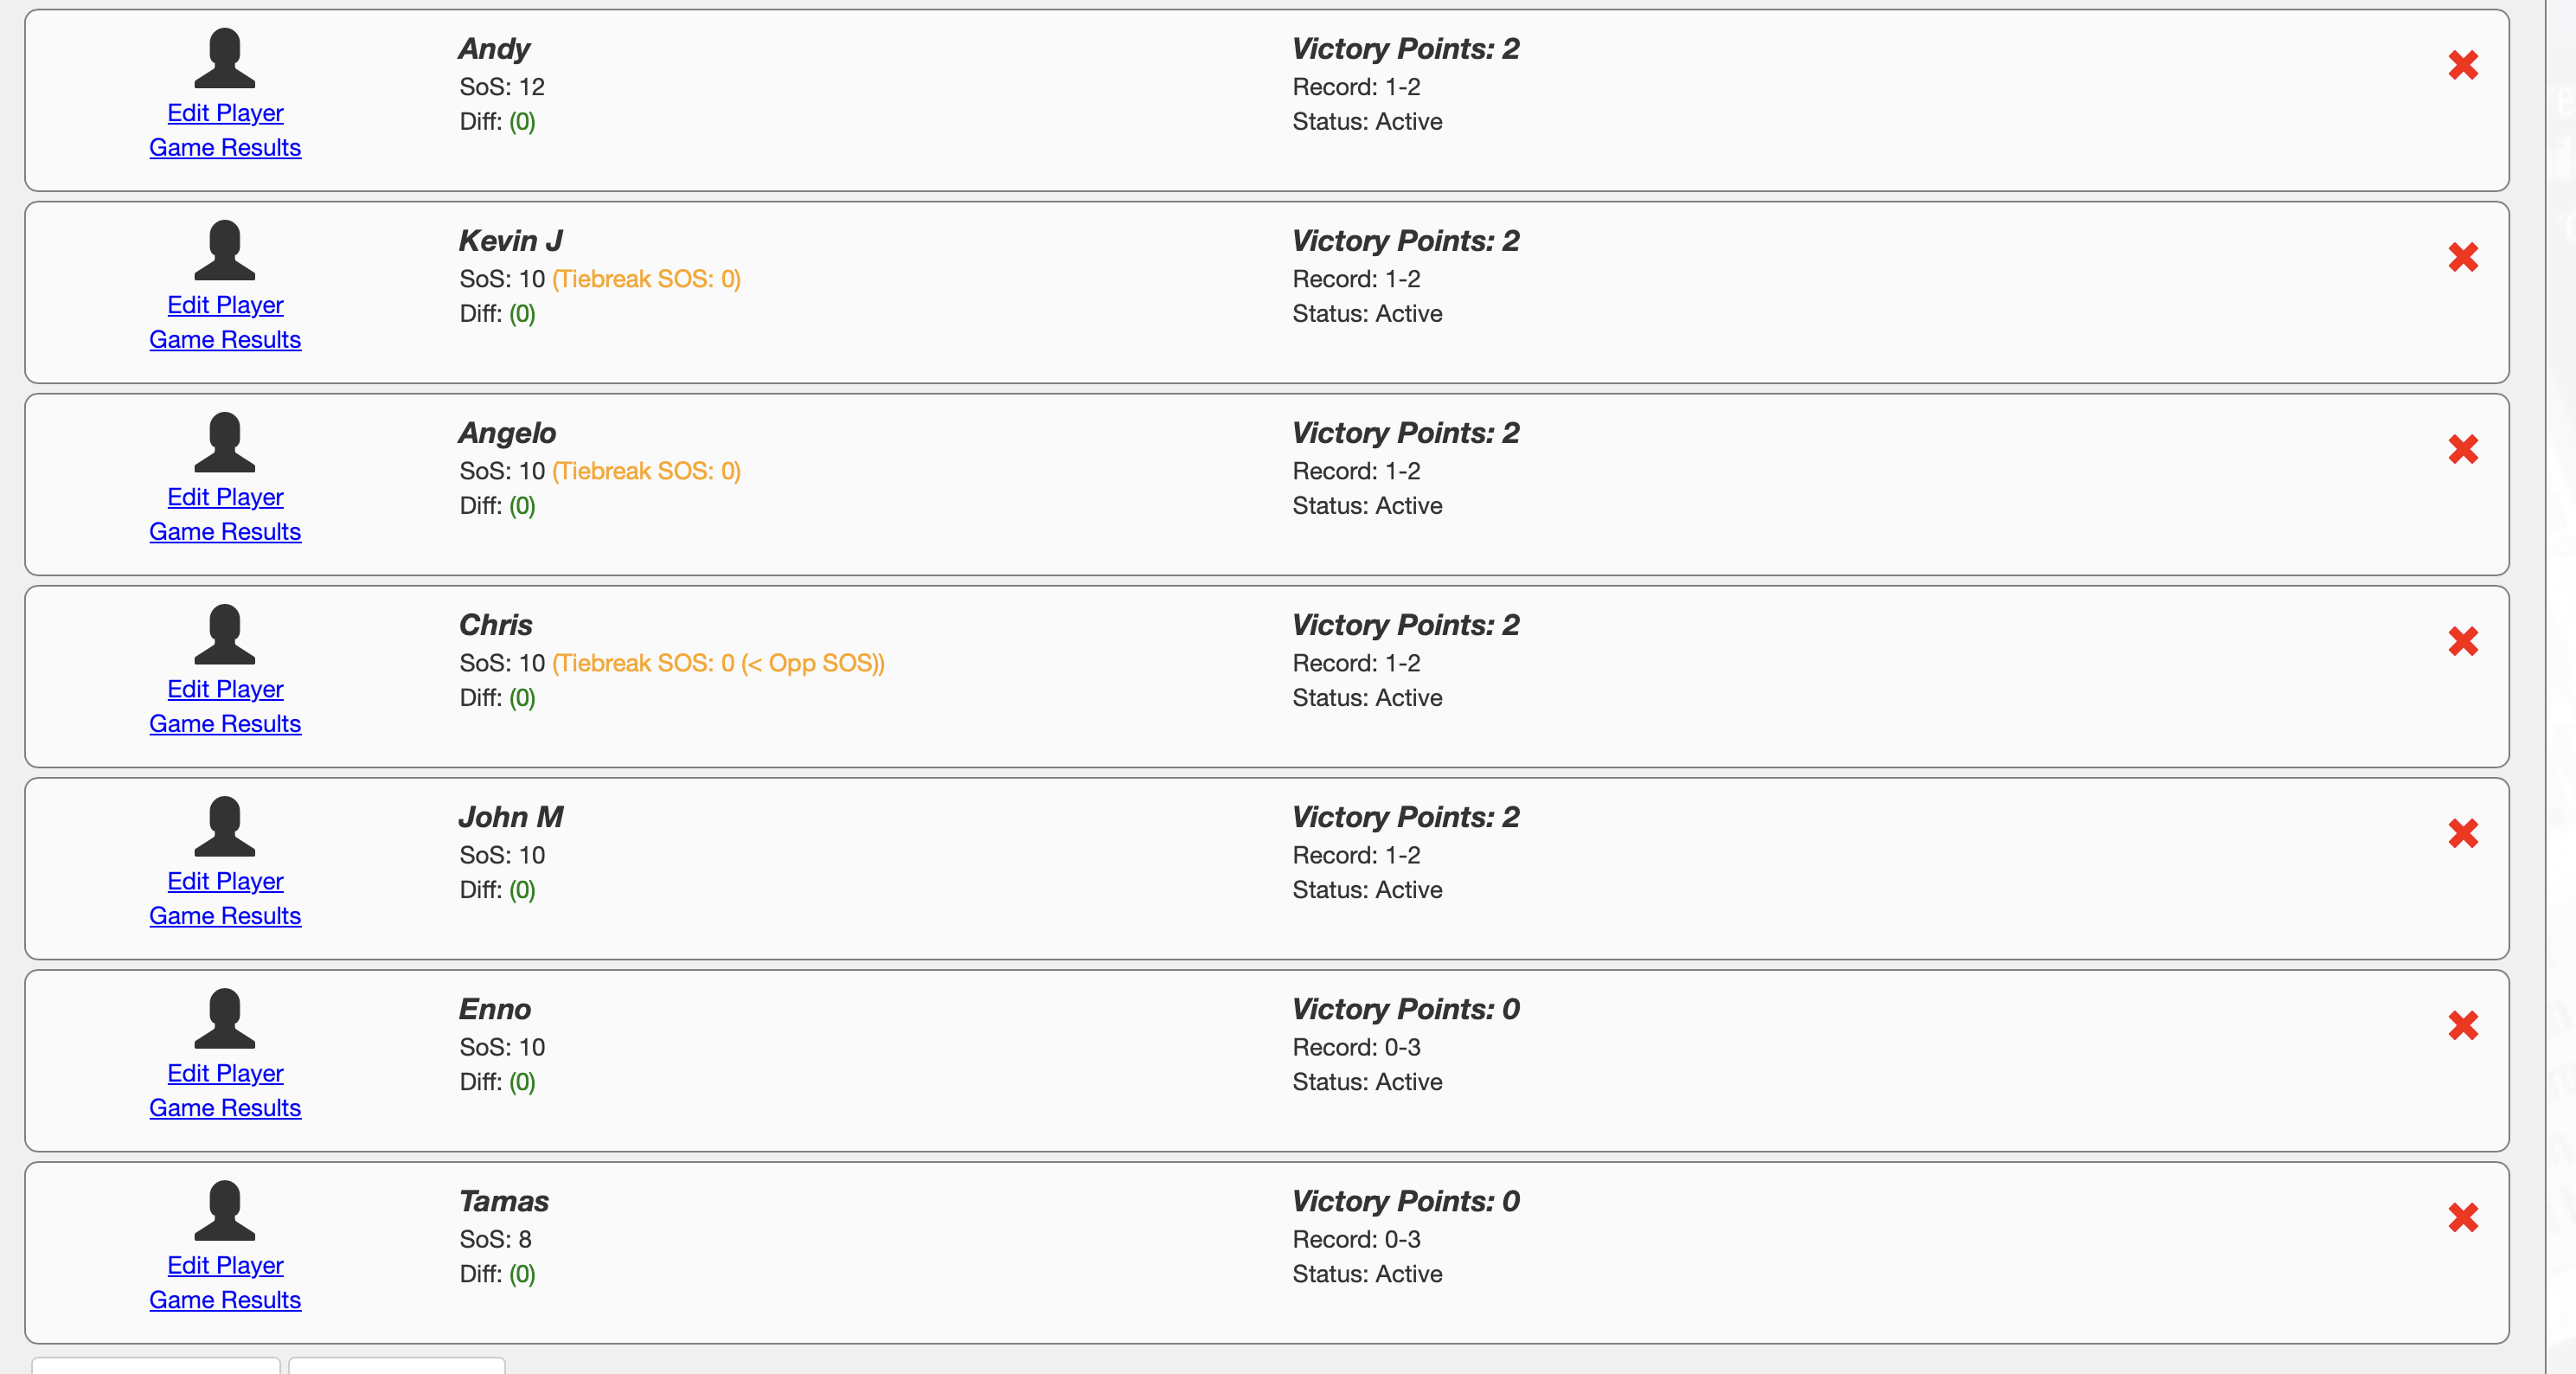 Andy
Victory Points: 2
SoS: 12
Record: 1-2
Diff: (0)
Status: Active
Edit Player
Game Results
Kevin J
Victory Points: 2
SoS: 10 (Tiebreak SOS: 0)
Record: 1-2
Diff: (0)
Status: Active
Edit Player
Game Results
Angelo
Victory Points: 2
SoS: 10 (Tiebreak SOS: 0)
Record: 1-2
Diff: (0)
Status: Active
Edit Player
Game Results
Chris
Victory Points: 2
SoS: 10 (Tiebreak SOS: 0 (< Opp SOS))
Record: 1-2
Diff: (0)
Status: Active
Edit Player
Game Results
John M
Victory Points: 2
SoS: 10
Record: 1-2
Diff: (0)
Status: Active
Edit Player
Game Results
Enno
Victory Points: 0
SoS: 10
Record: 0-3
Diff: (0)
Status: Active
Edit Player
Game Results
Tamas
Victory Points: 0
SoS: 8
Record: 0-3
Diff: (0)
Status: Active
Edit Player
Game Results